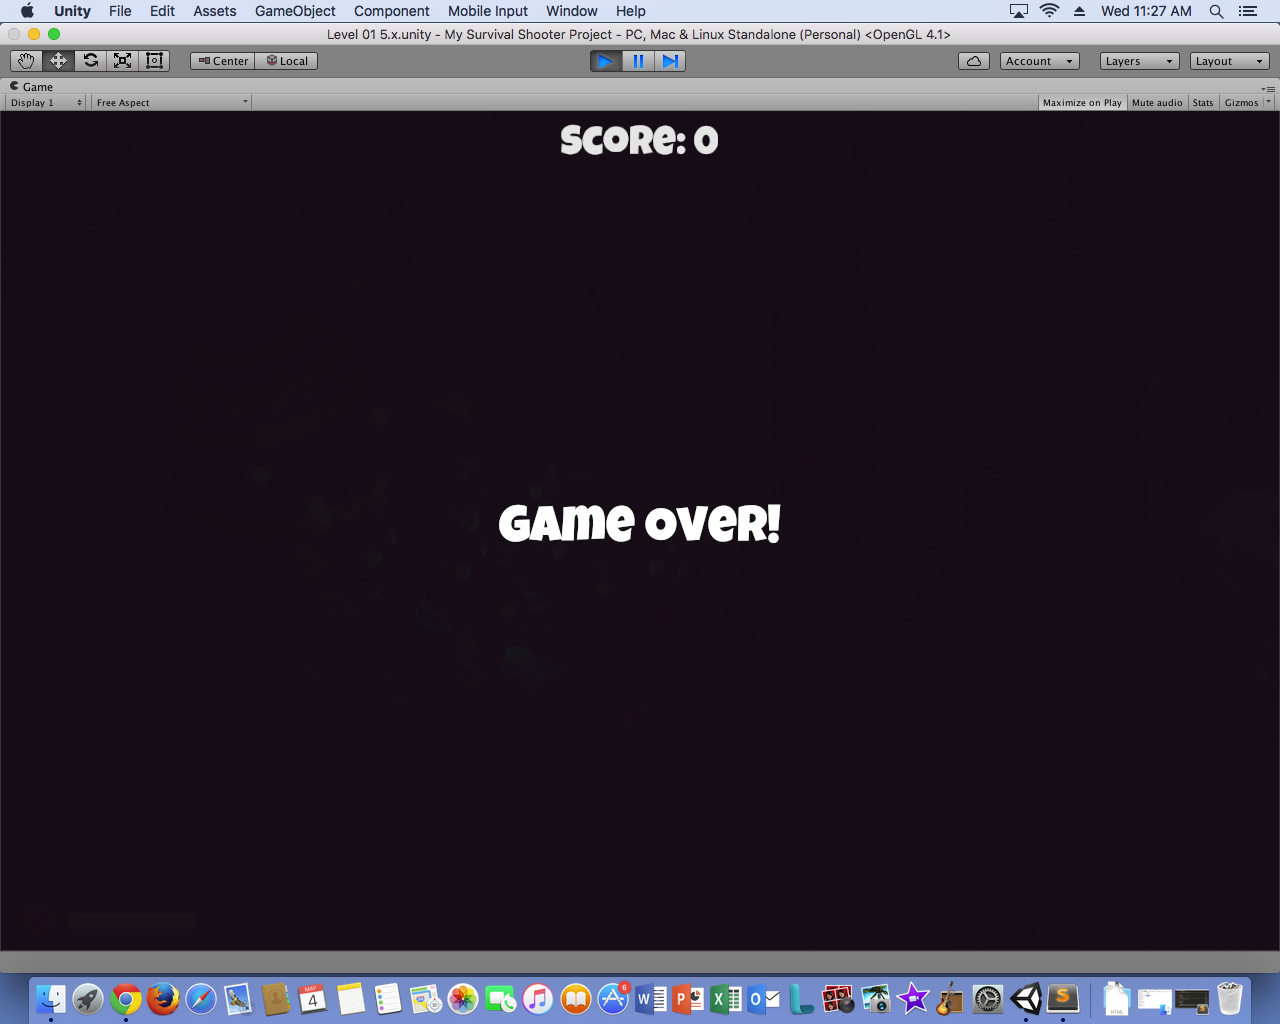 Unity File Edit Assets GameObject Component Mobile Input Window Help Wed 11:27 AM
Level 01 5.x.unity - My Survival Shooter Project - PC, Mac & Linux Standalone (Personal) <OpenGL 4.1>
Center Local Account Layers Layout
Game
Display 1 Free Aspect Maximize on Play Mute audio Stats Gizmos
Score: 0
Game Over!
MAY
4
6
W P X O S
HTML